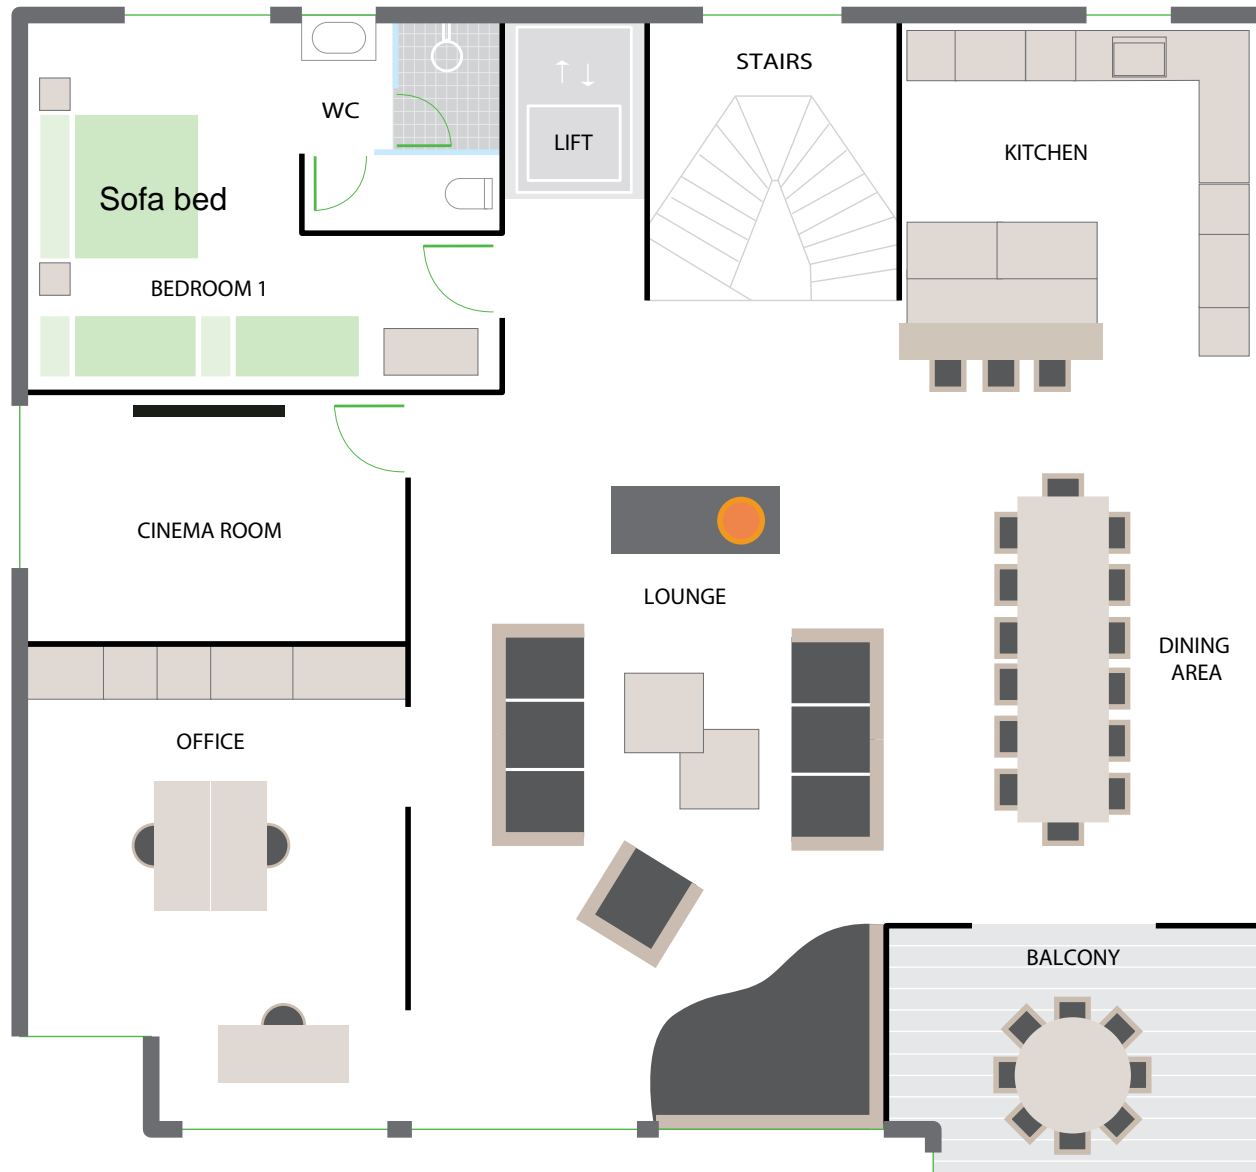 STAIRS
WC
LIFT
KITCHEN
Sofa bed
BEDROOM 1
CINEMA ROOM
LOUNGE
DINING
AREA
OFFICE
BALCONY